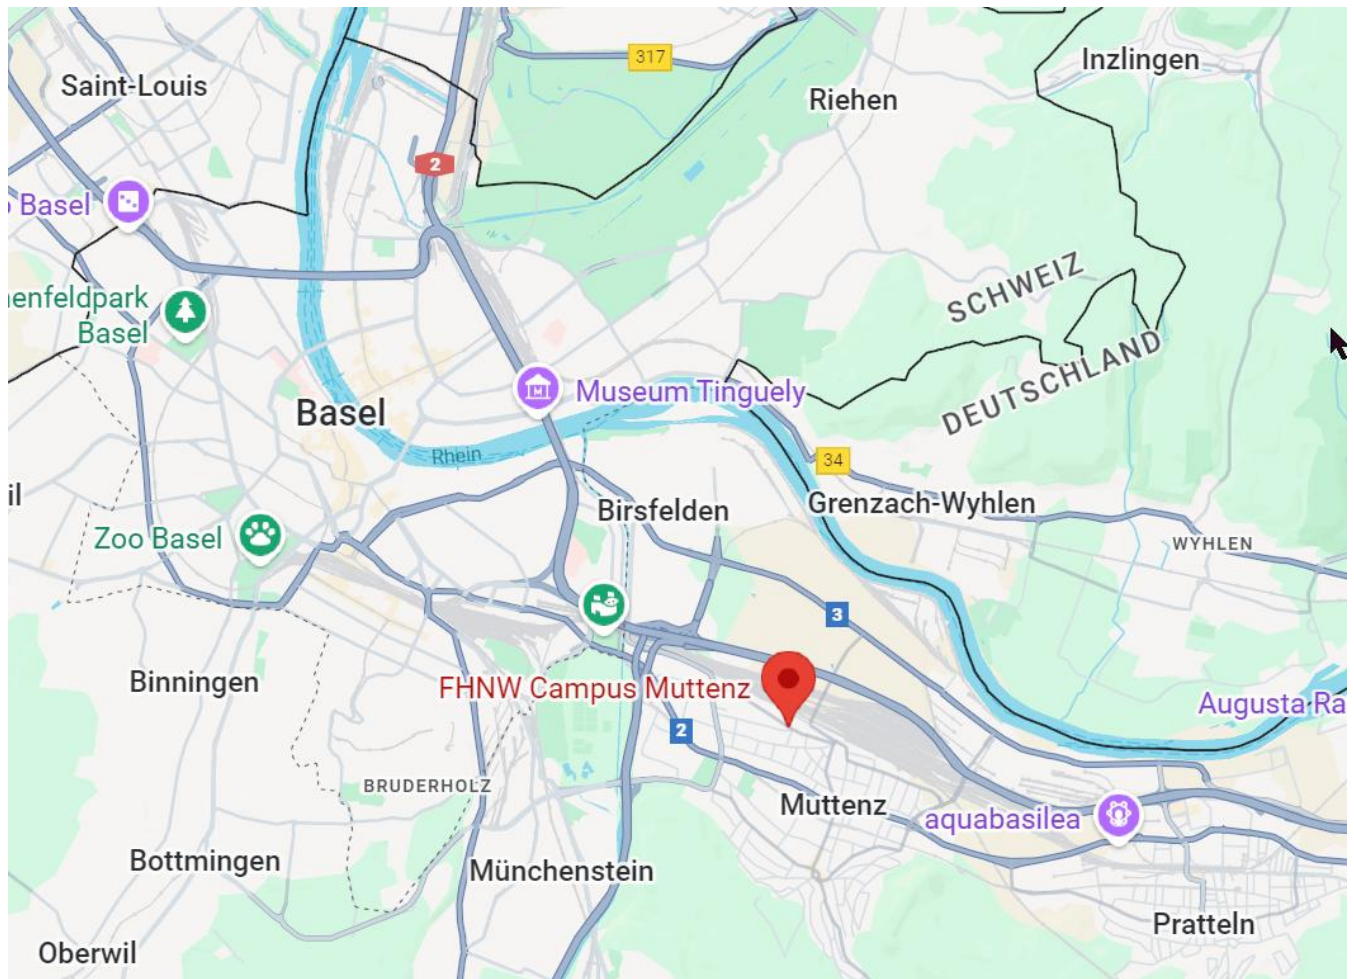 317
Inzlingen
Saint-Louis
Riehen
2
Basel
SCHWEIZ
henfeldpark
Basel
DEUTSCHLAND
Museum Tinguely
Basel
Rhein
34
il
Birsfelden
Grenzach-Wyhlen
Zoo Basel
WYHLEN
3
Binningen
FHNW Campus Muttenz
Augusta Ra
2
BRUDERHOLZ
Muttenz
aquabasilea
Bottmingen
Münchenstein
Pratteln
Oberwil